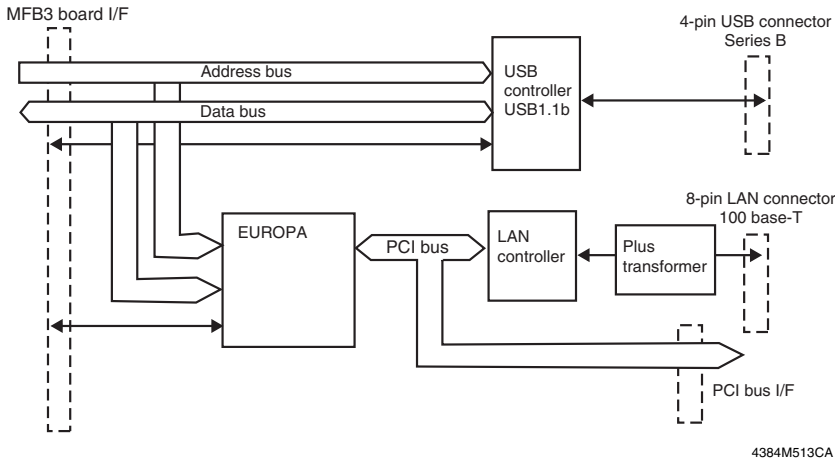 MFB3 board I/F
4-pin USB connector
Series B
Address bus
USB
controller
USB1.1b
Data bus
8-pin LAN connector
100 base-T
EUROPA
PCI bus
LAN
controller
Plus
transformer
PCI bus I/F
4384M513CA